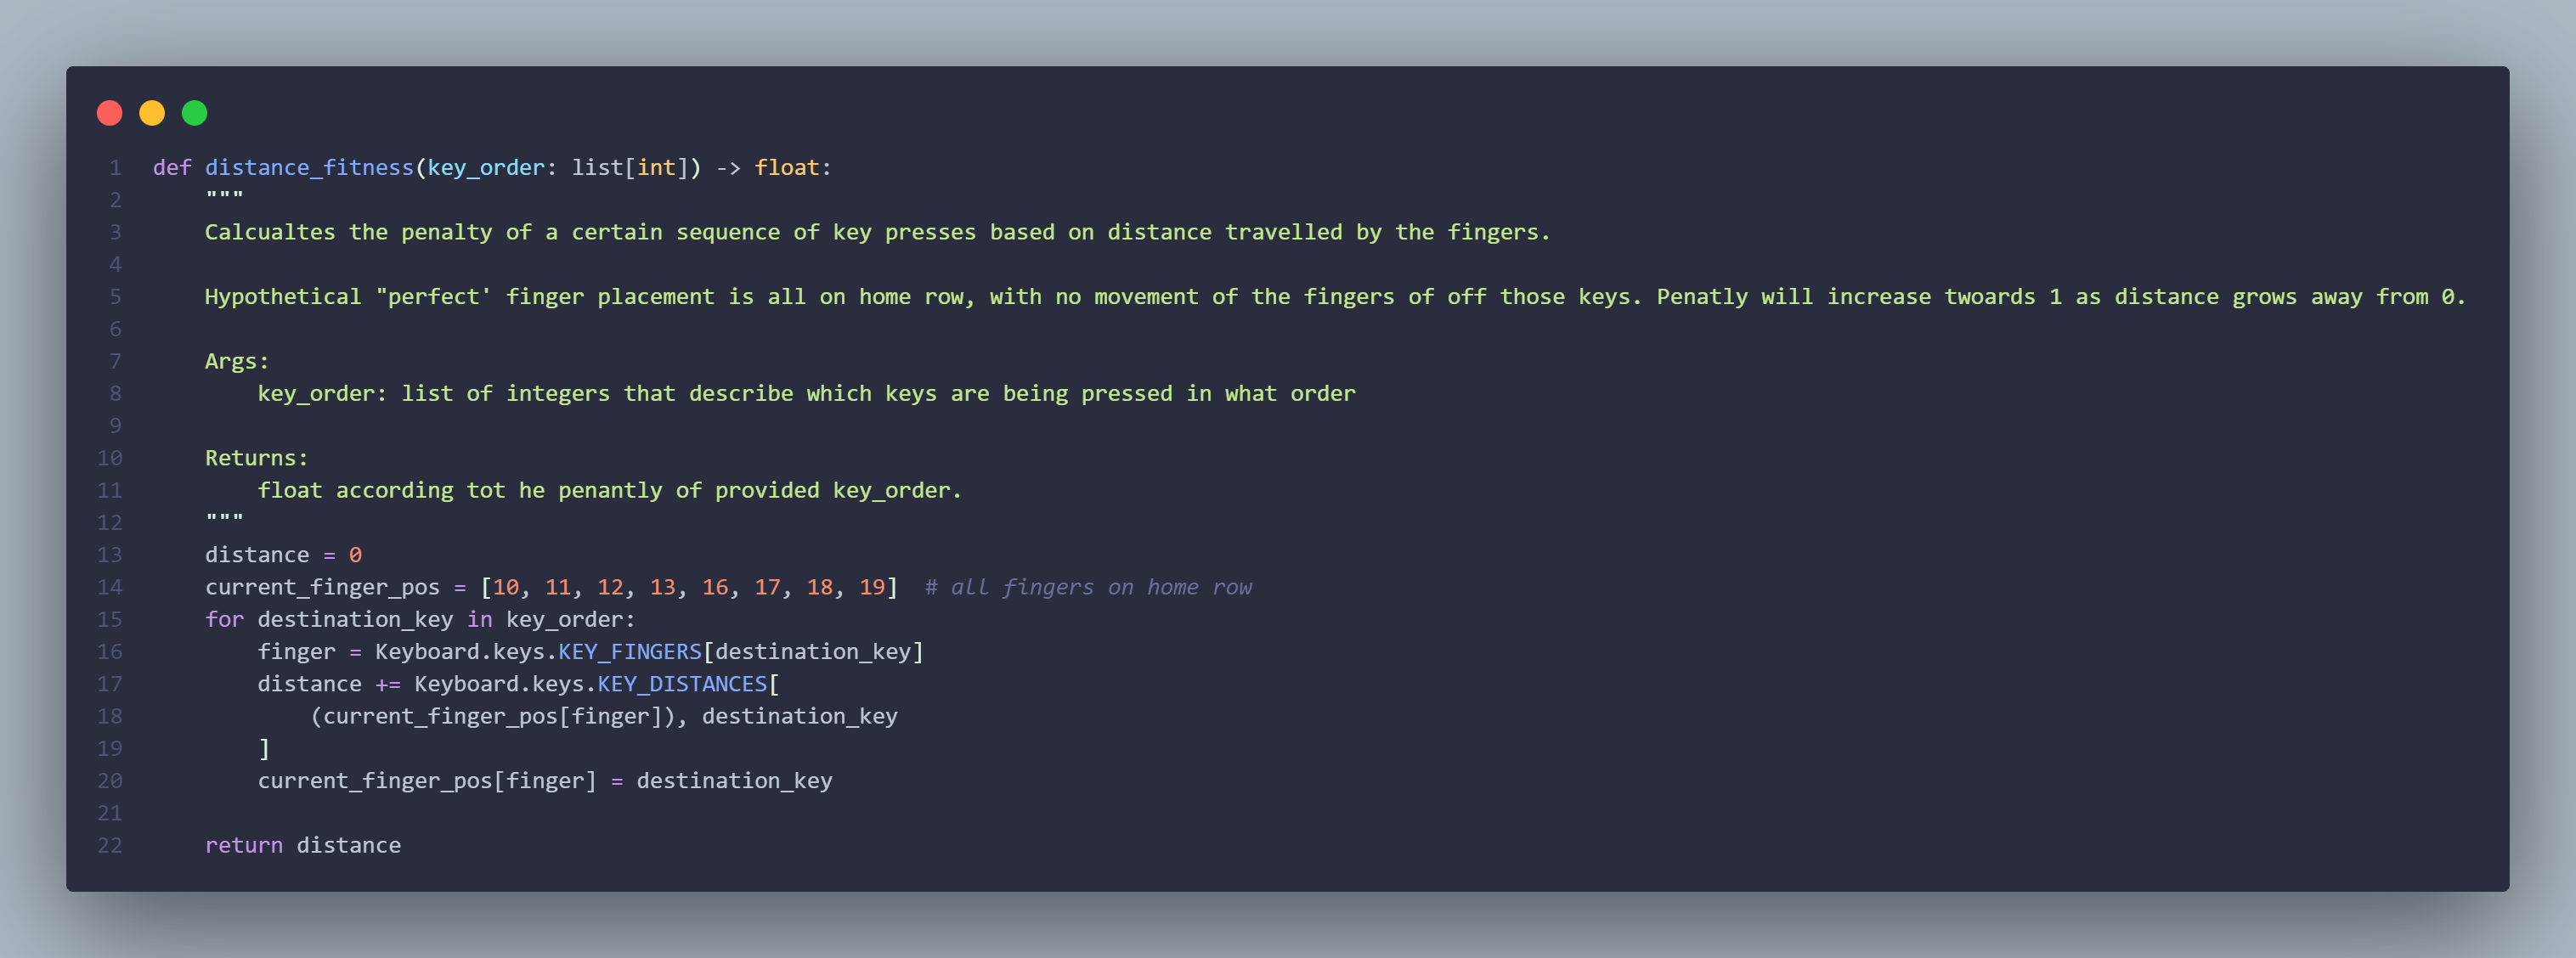 1 def distance_fitness(key_order: list[int]) -> float:
2     """
3     Calcualtes the penalty of a certain sequence of key presses based on distance travelled by the fingers.
4
5     Hypothetical "perfect' finger placement is all on home row, with no movement of the fingers of off those keys. Penatly will increase twoards 1 as distance grows away from 0.
6
7     Args:
8         key_order: list of integers that describe which keys are being pressed in what order
9
10     Returns:
11         float according tot he penantly of provided key_order.
12     """
13     distance = 0
14     current_finger_pos = [10, 11, 12, 13, 16, 17, 18, 19]  # all fingers on home row
15     for destination_key in key_order:
16         finger = Keyboard.keys.KEY_FINGERS[destination_key]
17         distance += Keyboard.keys.KEY_DISTANCES[
18             (current_finger_pos[finger]), destination_key
19         ]
20         current_finger_pos[finger] = destination_key
21
22     return distance